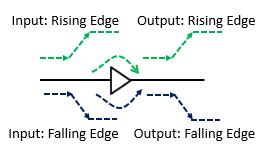 Input: Rising Edge
Output: Rising Edge
Input: Falling Edge
Output: Falling Edge